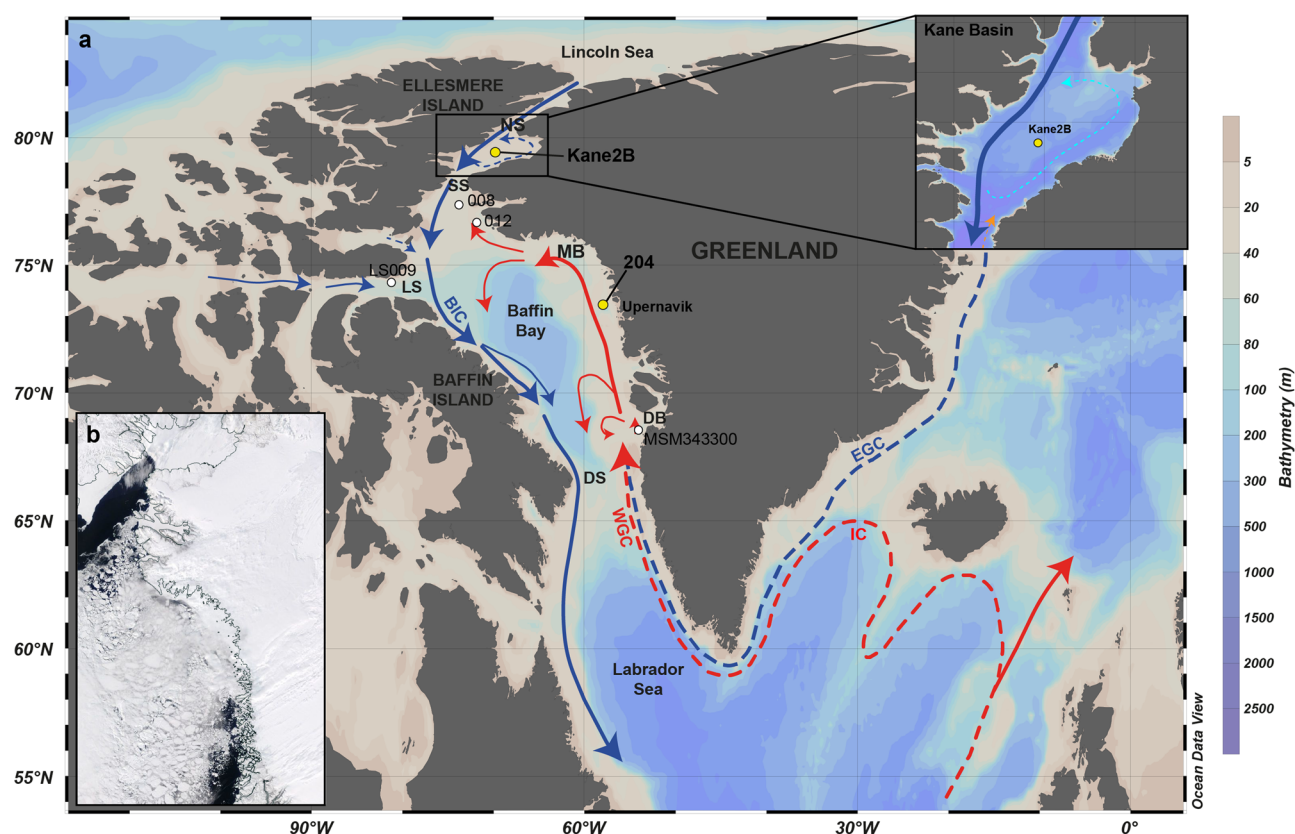 a
Lincoln Sea
Kane Basin
ELLESMERE
ISLAND
NS
Kane2B
Kane2B
SS
008
012
GREENLAND
MB
204
LS009
LS
Upernavik
BIC
Baffin
Bay
BAFFIN
ISLAND
DB
MSM343300
DS
EGC
WGC
IC
Labrador
Sea
b
80°N
75°N
70°N
65°N
60°N
55°N
90°W
60°W
30°W
0°
5
20
40
60
80
100
300
500
1000
1500
2000
2500
Bathymetry (m)
Ocean Data View